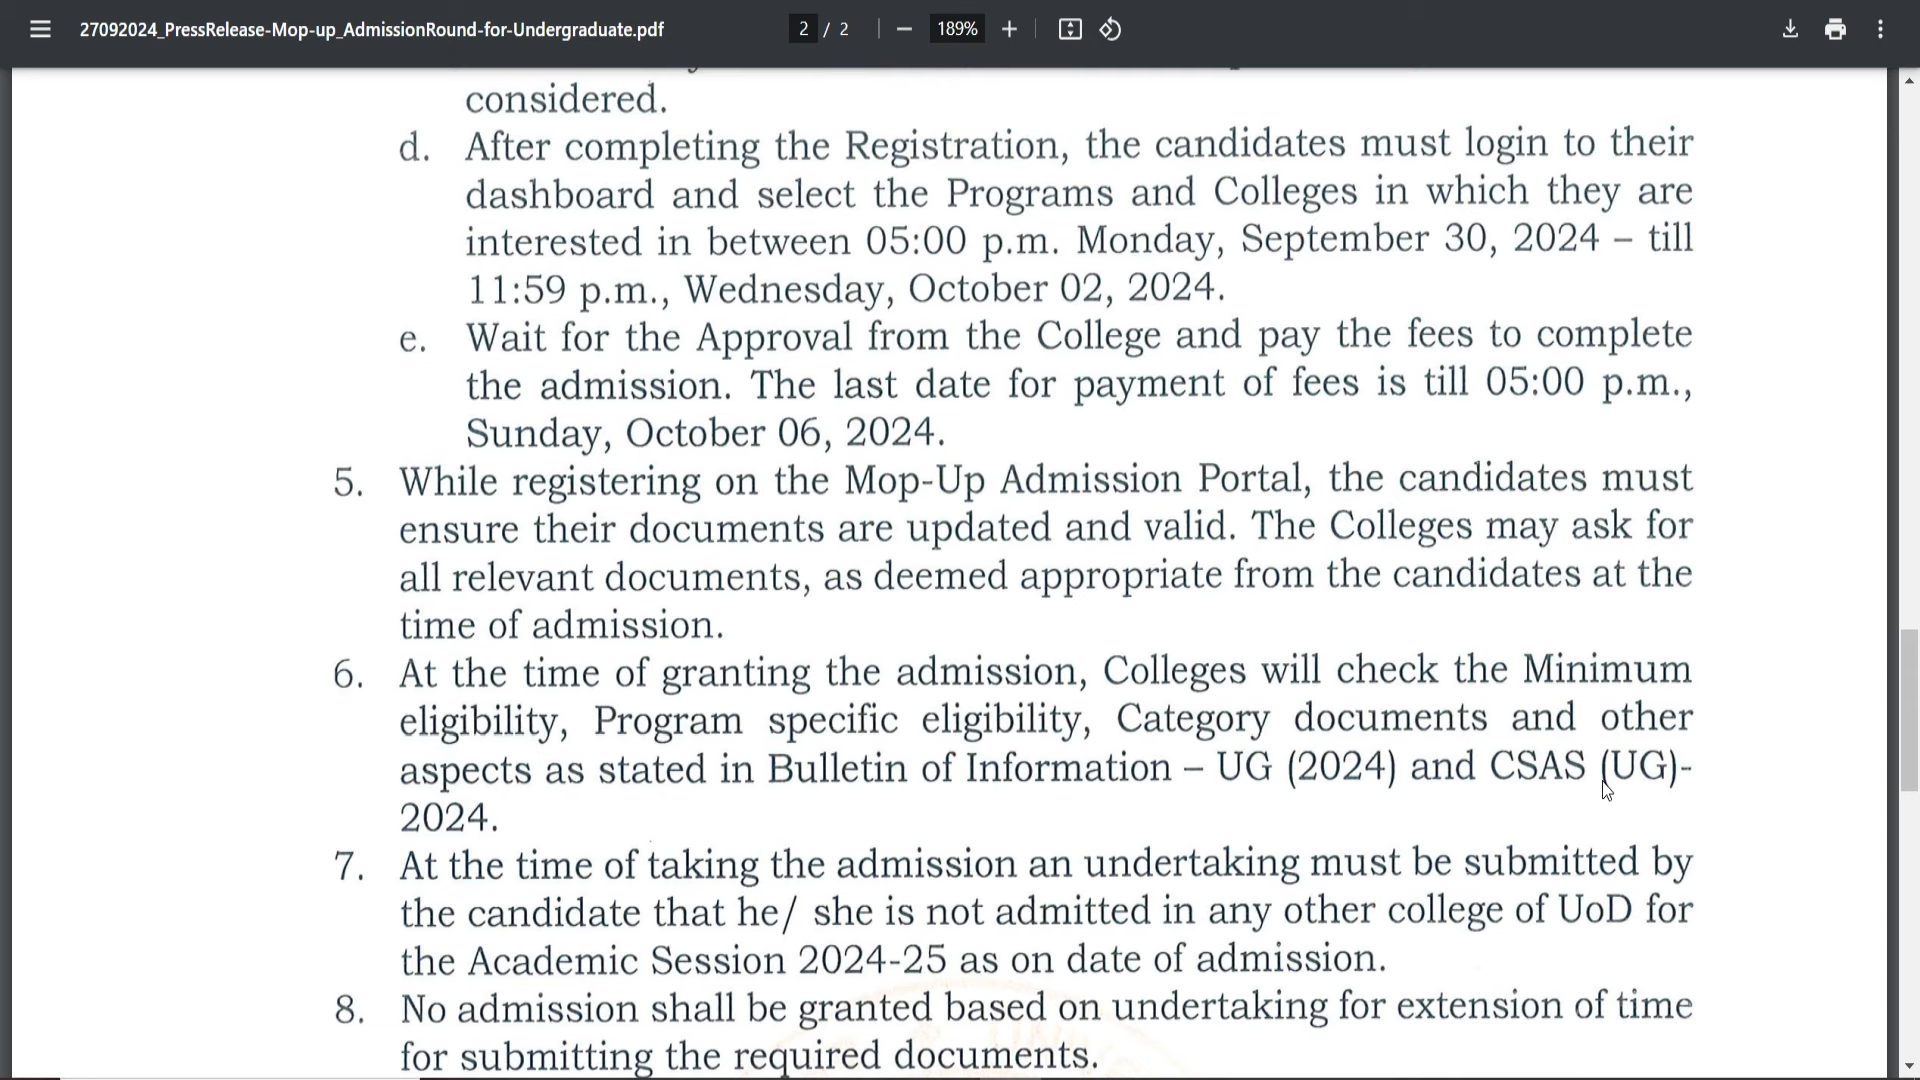 27092024_PressRelease-Mop-up_AdmissionRound-for-Undergraduate.pdf
2 / 2
189%
considered.
d. After completing the Registration, the candidates must login to their
dashboard and select the Programs and Colleges in which they are
interested in between 05:00 p.m. Monday, September 30, 2024 – till
11:59 p.m., Wednesday, October 02, 2024.
e. Wait for the Approval from the College and pay the fees to complete
the admission. The last date for payment of fees is till 05:00 p.m.,
Sunday, October 06, 2024.
5. While registering on the Mop-Up Admission Portal, the candidates must
ensure their documents are updated and valid. The Colleges may ask for
all relevant documents, as deemed appropriate from the candidates at the
time of admission.
6. At the time of granting the admission, Colleges will check the Minimum
eligibility, Program specific eligibility, Category documents and other
aspects as stated in Bulletin of Information – UG (2024) and CSAS (UG)-
2024.
7. At the time of taking the admission an undertaking must be submitted by
the candidate that he/ she is not admitted in any other college of UoD for
the Academic Session 2024-25 as on date of admission.
8. No admission shall be granted based on undertaking for extension of time
for submitting the required documents.